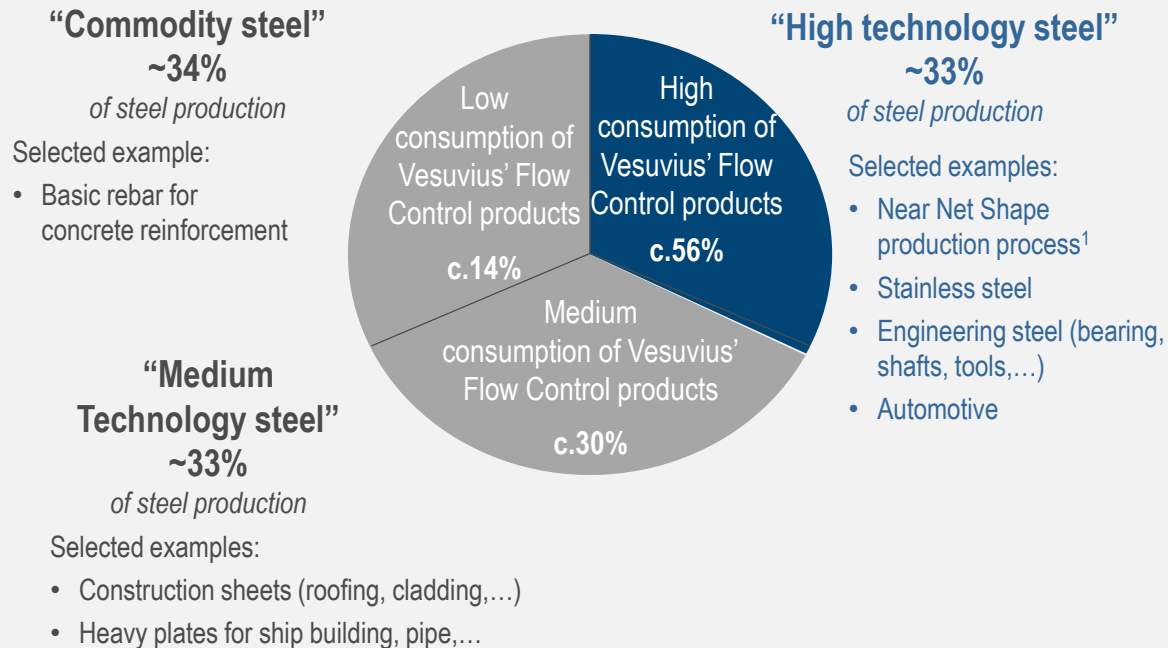 “Commodity steel”
~34%
of steel production
Selected example:
• Basic rebar for
concrete reinforcement
“High technology steel”
~33%
of steel production
Selected examples:
• Near Net Shape
production process1
• Stainless steel
• Engineering steel (bearing,
shafts, tools,…)
• Automotive
Low
consumption of
Vesuvius’ Flow
Control products
c.14%
High
consumption of
Vesuvius’ Flow
Control products
c.56%
Medium
consumption of Vesuvius’
Flow Control products
c.30%
“Medium
Technology steel”
~33%
of steel production
Selected examples:
• Construction sheets (roofing, cladding,…)
• Heavy plates for ship building, pipe,…